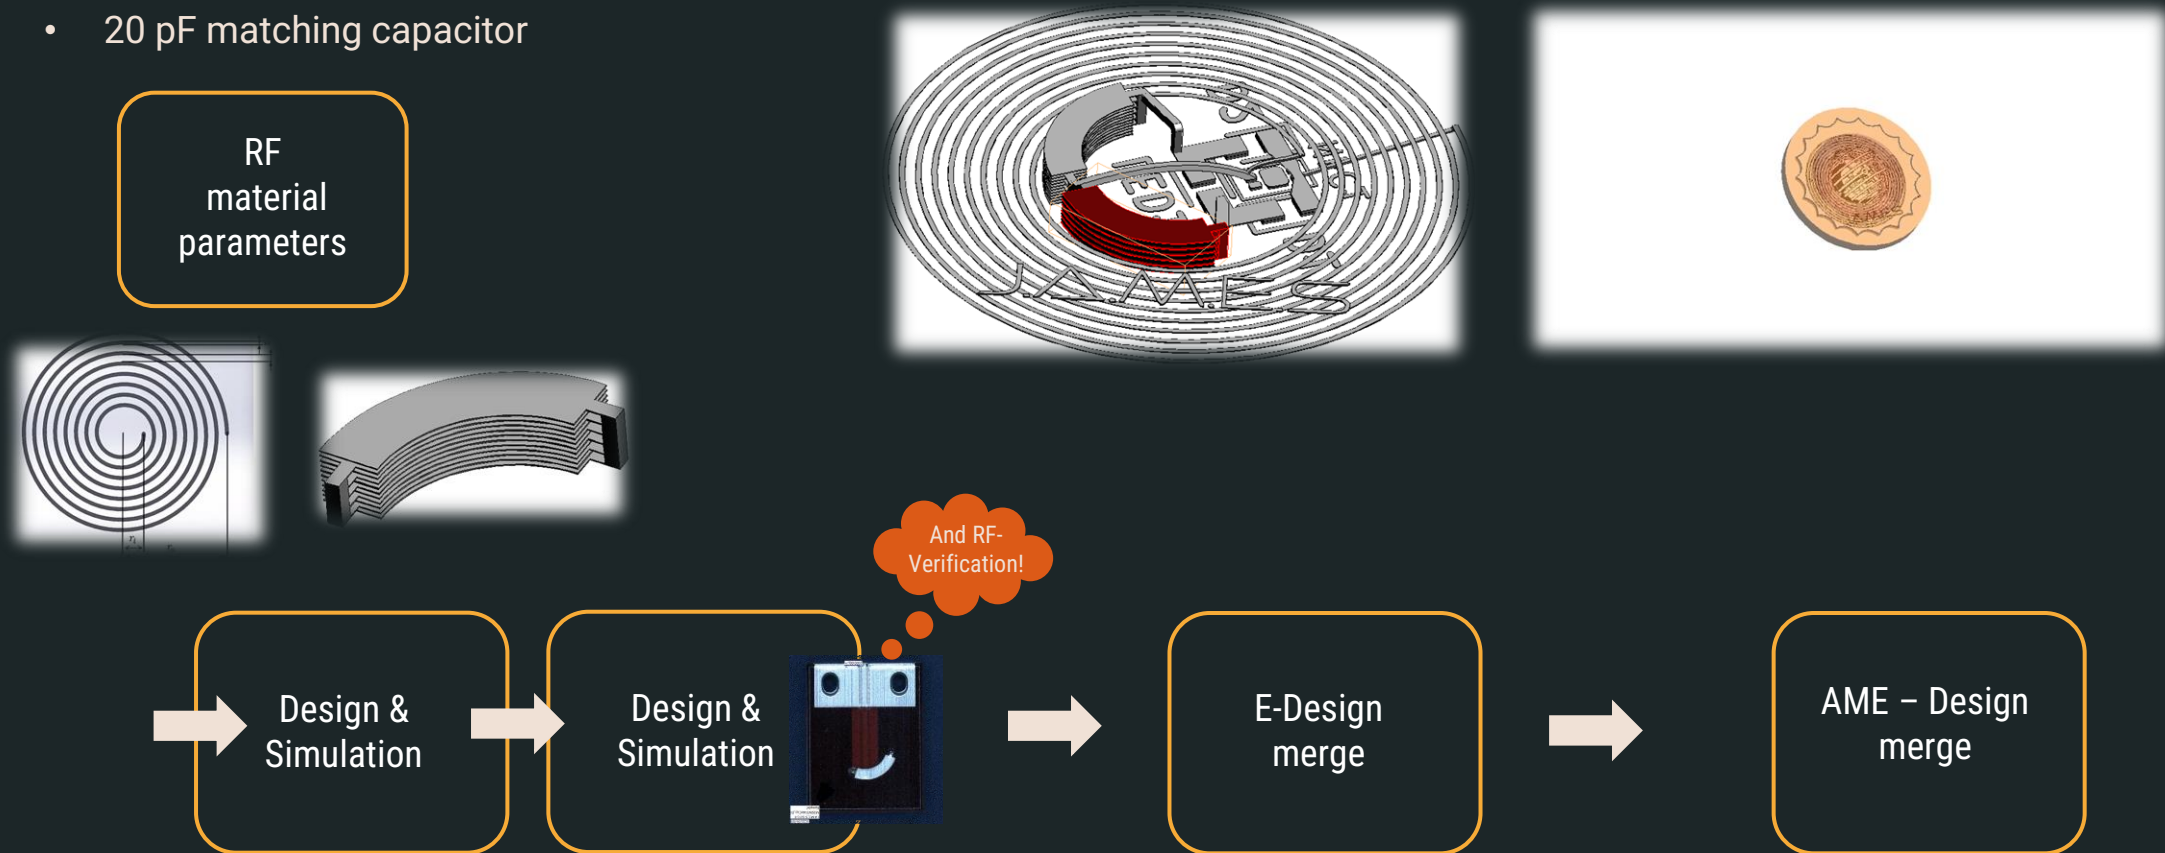 • 20 pF matching capacitor
RF
material
parameters
J.A.M.E.S
And RF-
Verification!
Design &
Simulation
Design &
Simulation
E-Design
merge
AME – Design
merge